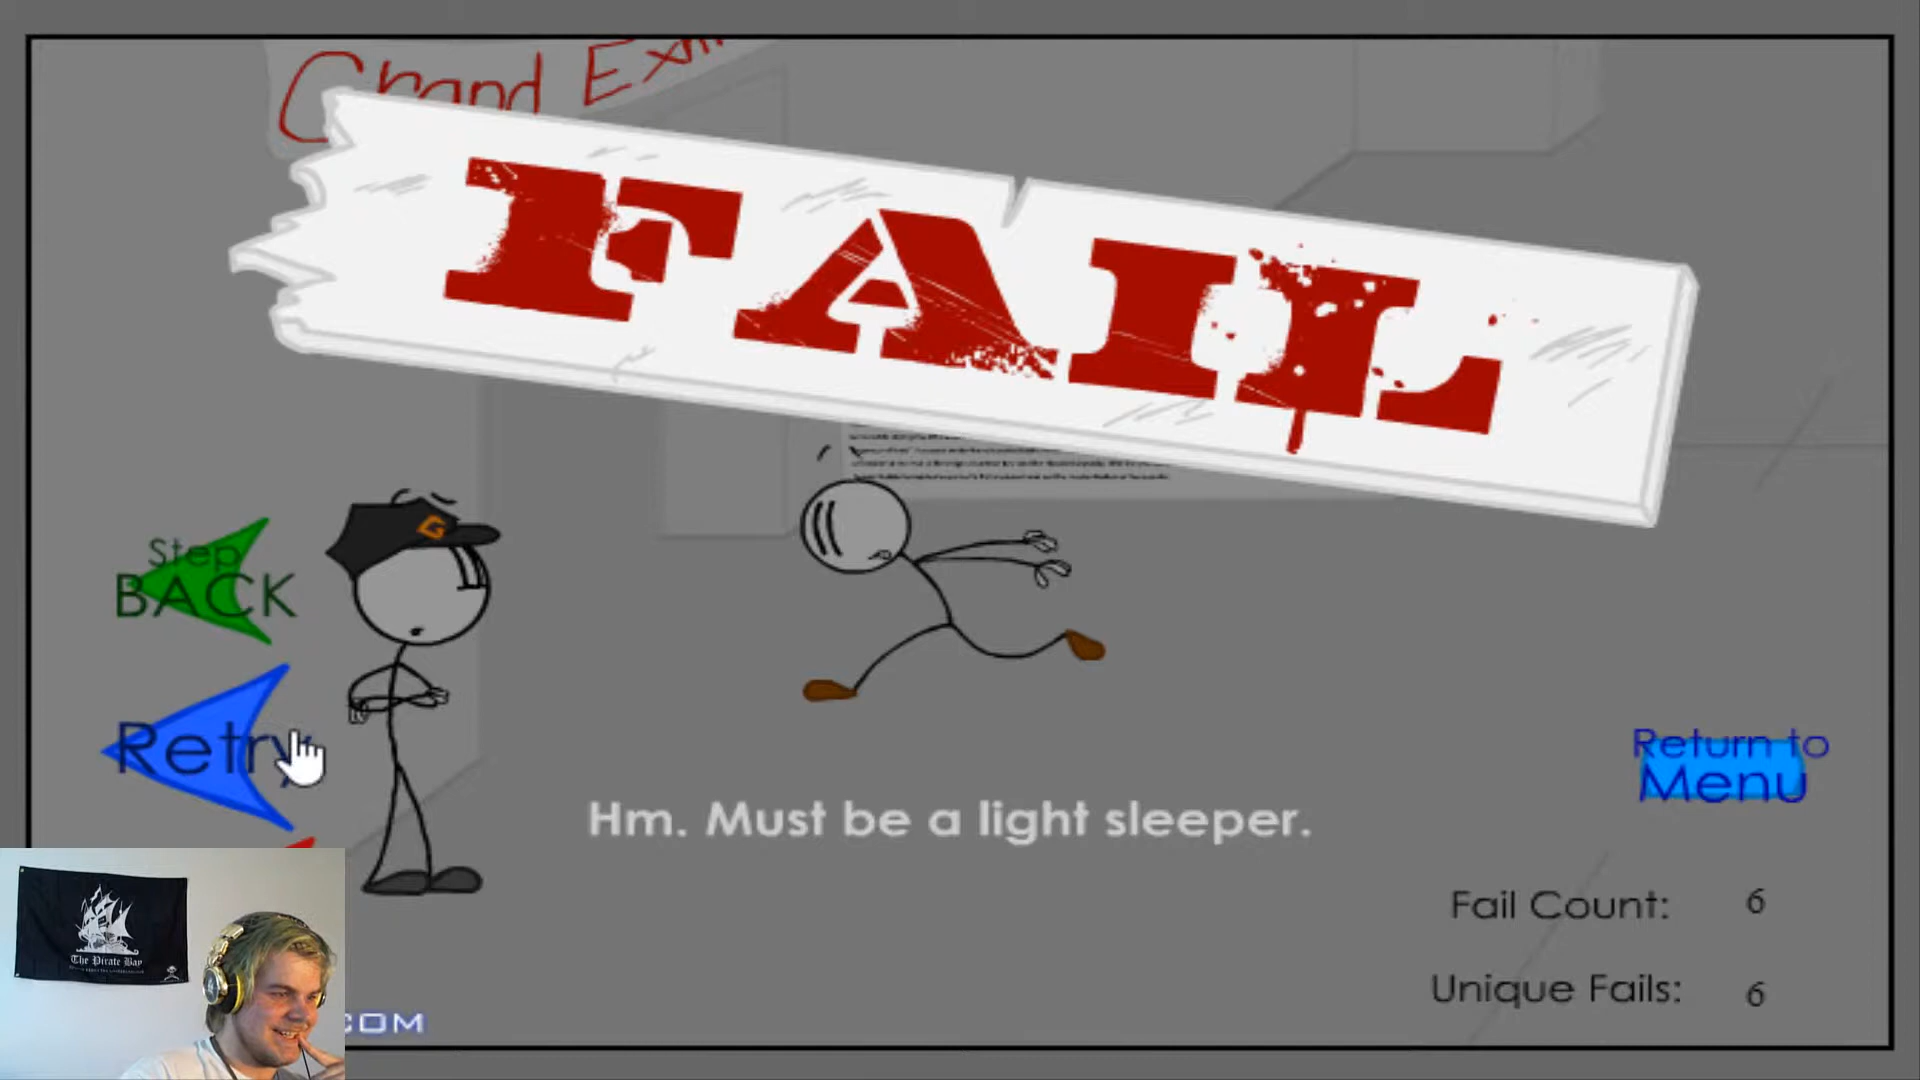 Grand
FAIL
G
Step
BACK
Retry
Hm. Must be a light sleeper.
Return to
Menu
Fail Count: 6
Unique Fails: 6
The Pirate Bay
.COM